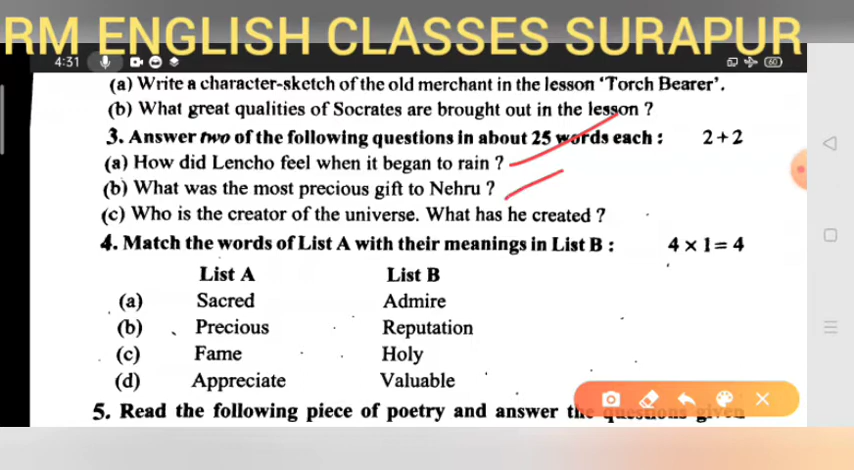 RM ENGLISH CLASSES SURAPUR
4:31 60
(a) Write a character-sketch of the old merchant in the lesson 'Torch Bearer'.
(b) What great qualities of Socrates are brought out in the lesson ?
3. Answer two of the following questions in about 25 words each : 2+2
(a) How did Lencho feel when it began to rain ?
(b) What was the most precious gift to Nehru ?
(c) Who is the creator of the universe. What has he created ?
4. Match the words of List A with their meanings in List B : 4 x 1= 4
List A List B
(a) Sacred Admire
(b) Precious Reputation
(c) Fame Holy
(d) Appreciate Valuable
5. Read the following piece of poetry and answer the questions given